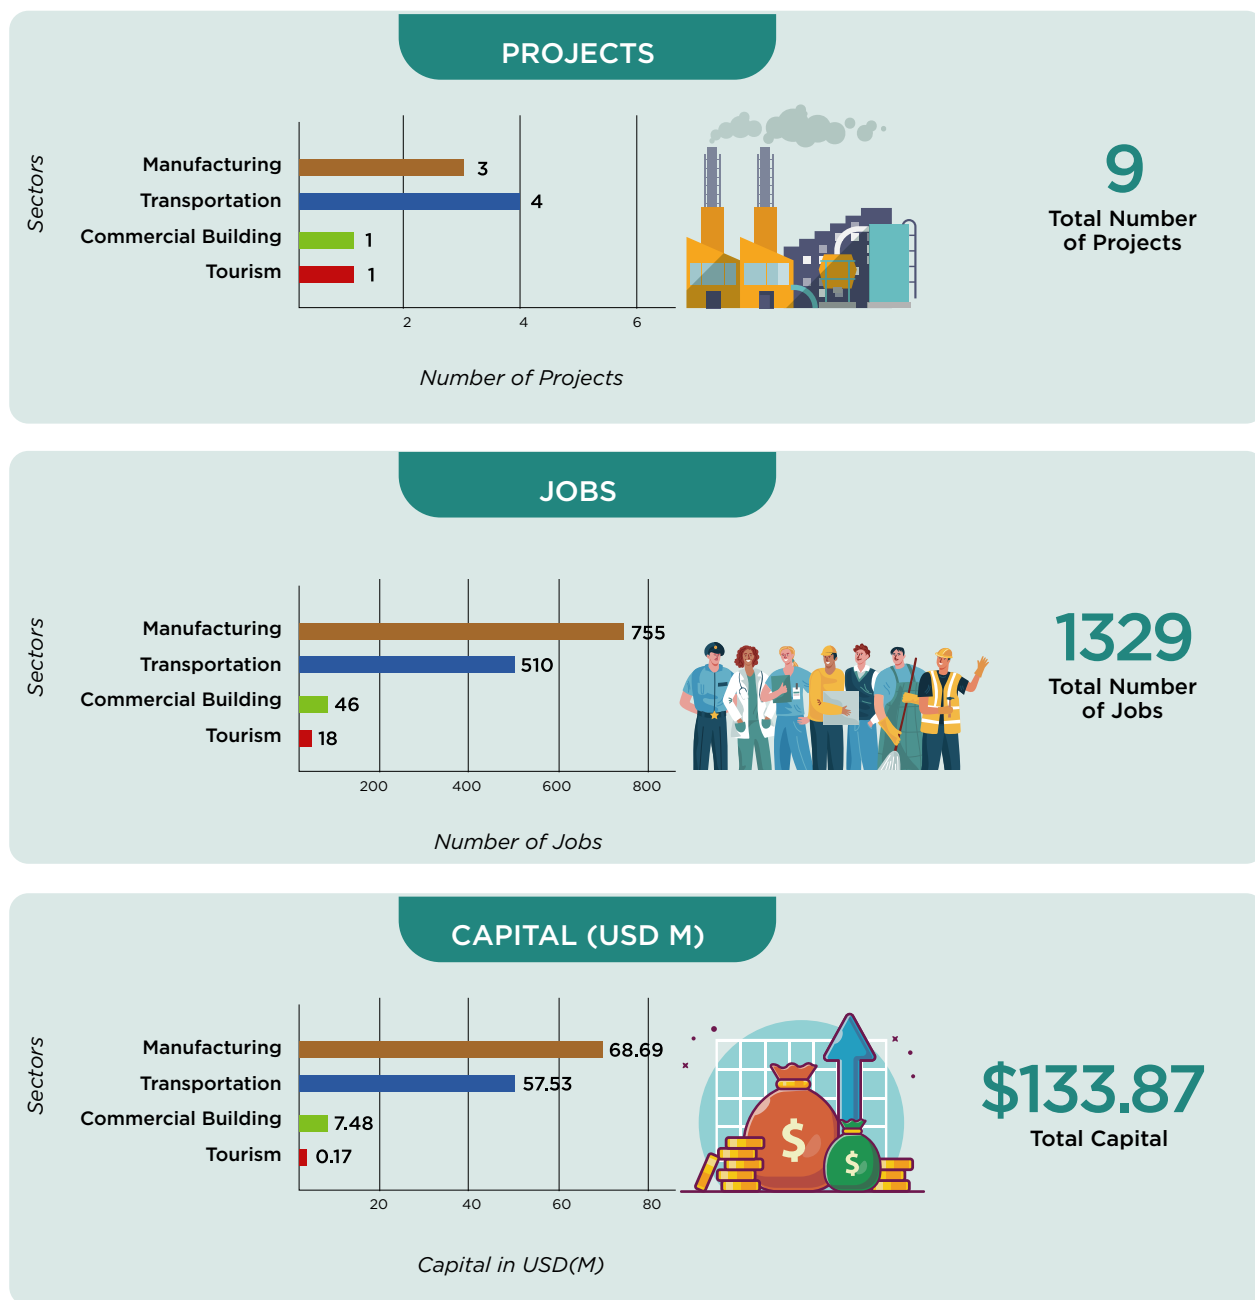 PROJECTS
Sectors
Manufacturing
3
Transportation
4
Commercial Building
1
Tourism
1
2
4
6
Number of Projects
9
Total Number
of Projects
JOBS
Sectors
Manufacturing
755
Transportation
510
Commercial Building
46
Tourism
18
200
400
600
800
Number of Jobs
1329
Total Number
of Jobs
CAPITAL (USD M)
Sectors
Manufacturing
68.69
Transportation
57.53
Commercial Building
7.48
Tourism
0.17
20
40
60
80
Capital in USD(M)
$
$
$133.87
Total Capital